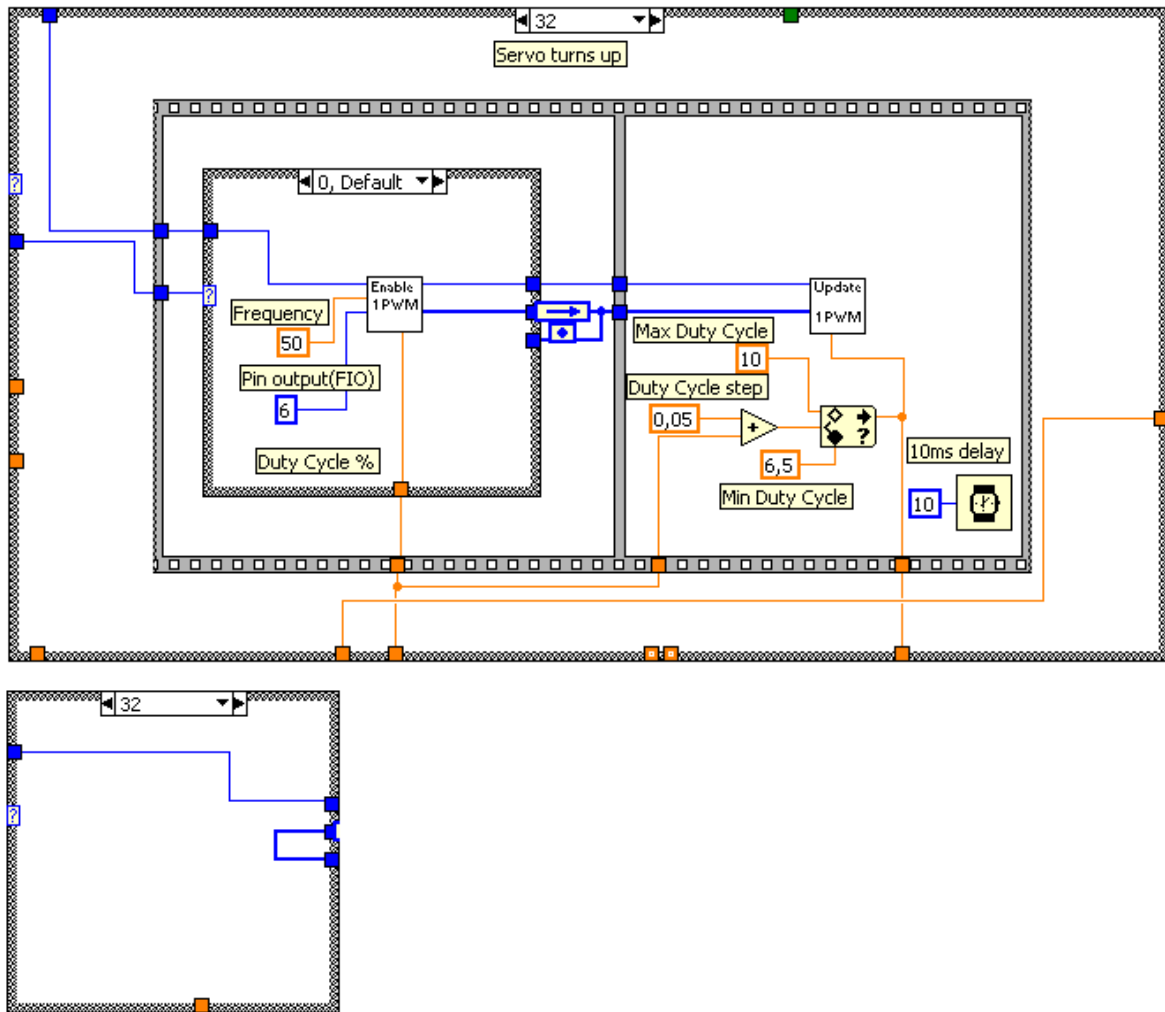 32
Servo turns up
0, Default
Enable
1PWM
Frequency
50
Pin output(FIO)
6
Duty Cycle %
Update
1PWM
Max Duty Cycle
10
Duty Cycle step
0,05
+
?
6,5
Min Duty Cycle
10ms delay
10
?
?
32
?